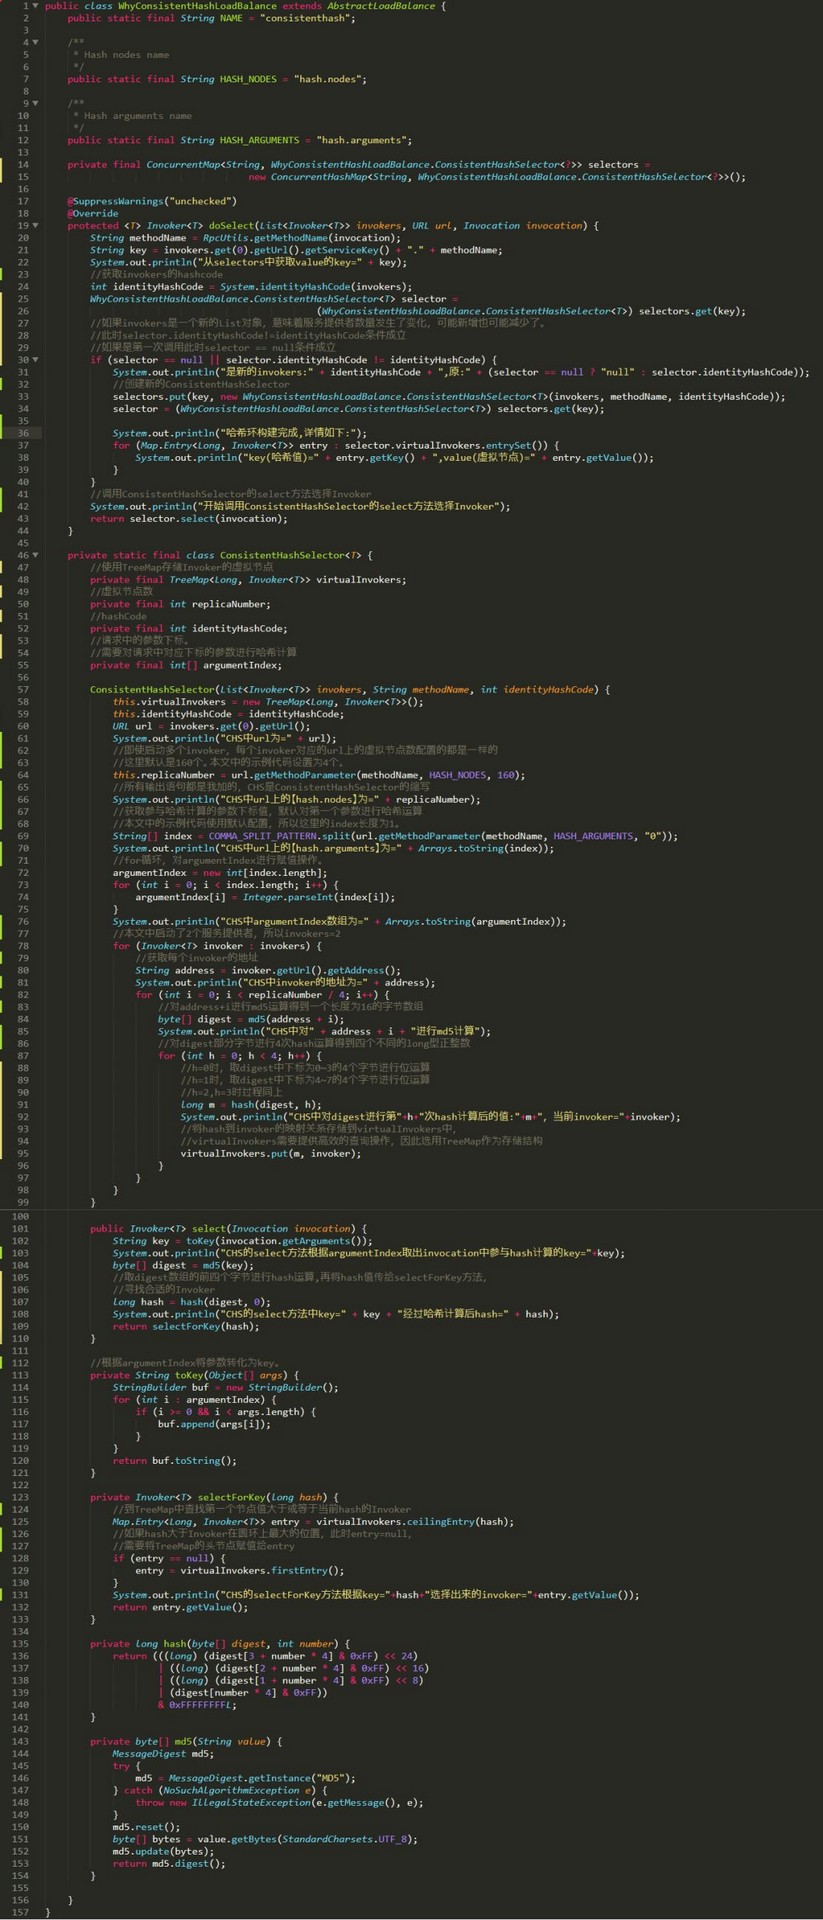 1 public class WhyConsistentHashLoadBalance extends AbstractLoadBalance {
2     public static final String NAME = "consistenthash";
3
4     /**
5      * Hash nodes name
6      */
7     public static final String HASH_NODES = "hash.nodes";
8
9     /**
10      * Hash arguments name
11      */
12     public static final String HASH_ARGUMENTS = "hash.arguments";
13
14     private final ConcurrentMap<String, WhyConsistentHashLoadBalance.ConsistentHashSelector<?>> selectors =
15                                     new ConcurrentHashMap<String, WhyConsistentHashLoadBalance.ConsistentHashSelector<?>>();
16
17     @SuppressWarnings("unchecked")
18     @Override
19     protected <T> Invoker<T> doSelect(List<Invoker<T>> invokers, URL url, Invocation invocation) {
20         String methodName = RpcUtils.getMethodName(invocation);
21         String key = invokers.get(0).getUrl().getServiceKey() + "." + methodName;
22         System.out.println("从selectors中获取value的key=" + key);
23         //获取invokers的hashcode
24         int identityHashCode = System.identityHashCode(invokers);
25         WhyConsistentHashLoadBalance.ConsistentHashSelector<T> selector =
26                                                 (WhyConsistentHashLoadBalance.ConsistentHashSelector<T>) selectors.get(key);
27         //如果invokers是一个新的List对象，意味着服务提供者数量发生了变化，可能新增也可能减少了。
28         //此时selector.identityHashCode!=identityHashCode条件成立
29         //如果是第一次调用此时selector == null条件成立
30         if (selector == null || selector.identityHashCode != identityHashCode) {
31             System.out.println("是新的invokers:" + identityHashCode + ",原:" + (selector == null ? "null" : selector.identityHashCode));
32             //创建新的ConsistentHashSelector
33             selectors.put(key, new WhyConsistentHashLoadBalance.ConsistentHashSelector<T>(invokers, methodName, identityHashCode));
34             selector = (WhyConsistentHashLoadBalance.ConsistentHashSelector<T>) selectors.get(key);
35
36             System.out.println("哈希环构建完成,详情如下:");
37             for (Map.Entry<Long, Invoker<T>> entry : selector.virtualInvokers.entrySet()) {
38                 System.out.println("key(哈希值)=" + entry.getKey() + ",value(虚拟节点)=" + entry.getValue());
39             }
40         }
41         //调用ConsistentHashSelector的select方法选择Invoker
42         System.out.println("开始调用ConsistentHashSelector的select方法选择Invoker");
43         return selector.select(invocation);
44     }
45
46     private static final class ConsistentHashSelector<T> {
47         //使用TreeMap存储Invoker的虚拟节点
48         private final TreeMap<Long, Invoker<T>> virtualInvokers;
49         //虚拟节点数
50         private final int replicaNumber;
51         //hashCode
52         private final int identityHashCode;
53         //请求中的参数下标。
54         //需要对请求中对应下标的参数进行哈希计算
55         private final int[] argumentIndex;
56
57         ConsistentHashSelector(List<Invoker<T>> invokers, String methodName, int identityHashCode) {
58             this.virtualInvokers = new TreeMap<Long, Invoker<T>>();
59             this.identityHashCode = identityHashCode;
60             URL url = invokers.get(0).getUrl();
61             System.out.println("CHS中url为=" + url);
62             //即使启动多个invoker，每个invoker对应的url上的虚拟节点数配置的都是一样的
63             //这里默认是160个。本文中的示例代码设置为4个。
64             this.replicaNumber = url.getMethodParameter(methodName, HASH_NODES, 160);
65             //所有输出语句都是我加的, CHS是ConsistentHashSelector的缩写
66             System.out.println("CHS中url上的【hash.nodes】为=" + replicaNumber);
67             //获取参与哈希计算的参数下标值，默认对第一个参数进行哈希运算
68             //本文中的示例代码使用默认配置，所以这里的index长度为1。
69             String[] index = COMMA_SPLIT_PATTERN.split(url.getMethodParameter(methodName, HASH_ARGUMENTS, "0"));
70             System.out.println("CHS中url上的【hash.arguments】为=" + Arrays.toString(index));
71             //for循环，对argumentIndex进行赋值操作。
72             argumentIndex = new int[index.length];
73             for (int i = 0; i < index.length; i++) {
74                 argumentIndex[i] = Integer.parseInt(index[i]);
75             }
76             System.out.println("CHS中argumentIndex数组为=" + Arrays.toString(argumentIndex));
77             //本文中启动了2个服务提供者，所以invokers=2
78             for (Invoker<T> invoker : invokers) {
79                 //获取每个invoker的地址
80                 String address = invoker.getUrl().getAddress();
81                 System.out.println("CHS中invoker的地址为=" + address);
82                 for (int i = 0; i < replicaNumber / 4; i++) {
83                     //对address+i进行md5运算得到一个长度为16的字节数组
84                     byte[] digest = md5(address + i);
85                     System.out.println("CHS中对" + address + i + "进行md5计算");
86                     //对digest部分字节进行4次hash运算得到四个不同的long型正整数
87                     for (int h = 0; h < 4; h++) {
88                         //h=0时，取digest中下标为0~3的4个字节进行位运算
89                         //h=1时，取digest中下标为4~7的4个字节进行位运算
90                         //h=2,h=3时过程同上
91                         long m = hash(digest, h);
92                         System.out.println("CHS中对digest进行第"+h+"次hash计算后的值:"+m+", 当前invoker="+invoker);
93                         //将hash到invoker的映射关系存储到virtualInvokers中,
94                         //virtualInvokers需要提供高效的查询操作，因此选用TreeMap作为存储结构
95                         virtualInvokers.put(m, invoker);
96                     }
97                 }
98             }
99         }
100
101         public Invoker<T> select(Invocation invocation) {
102             String key = toKey(invocation.getArguments());
103             System.out.println("CHS的select方法根据argumentIndex取出invocation中参与hash计算的key="+key);
104             byte[] digest = md5(key);
105             //取digest数组的前四个字节进行hash运算,再将hash值传给selectForKey方法,
106             //寻找合适的Invoker
107             long hash = hash(digest, 0);
108             System.out.println("CHS的select方法中key=" + key + "经过哈希计算后hash=" + hash);
109             return selectForKey(hash);
110         }
111
112         //根据argumentIndex将参数转化为key。
113         private String toKey(Object[] args) {
114             StringBuilder buf = new StringBuilder();
115             for (int i : argumentIndex) {
116                 if (i >= 0 && i < args.length) {
117                     buf.append(args[i]);
118                 }
119             }
120             return buf.toString();
121         }
122
123         private Invoker<T> selectForKey(long hash) {
124             //到TreeMap中查找第一个节点值大于或等于当前hash的Invoker
125             Map.Entry<Long, Invoker<T>> entry = virtualInvokers.ceilingEntry(hash);
126             //如果hash大于Invoker在圆环上最大的位置，此时entry=null,
127             //需要将TreeMap的头节点赋值给entry
128             if (entry == null) {
129                 entry = virtualInvokers.firstEntry();
130             }
131             System.out.println("CHS的selectForKey方法根据key="+hash+"选择出来的invoker="+entry.getValue());
132             return entry.getValue();
133         }
134
135         private long hash(byte[] digest, int number) {
136             return (((long) (digest[3 + number * 4] & 0xFF) << 24)
137                     | ((long) (digest[2 + number * 4] & 0xFF) << 16)
138                     | ((long) (digest[1 + number * 4] & 0xFF) << 8)
139                     | (digest[number * 4] & 0xFF))
140                     & 0xFFFFFFFFL;
141         }
142
143         private byte[] md5(String value) {
144             MessageDigest md5;
145             try {
146                 md5 = MessageDigest.getInstance("MD5");
147             } catch (NoSuchAlgorithmException e) {
148                 throw new IllegalStateException(e.getMessage(), e);
149             }
150             md5.reset();
151             byte[] bytes = value.getBytes(StandardCharsets.UTF_8);
152             md5.update(bytes);
153             return md5.digest();
154         }
155
156     }
157 }